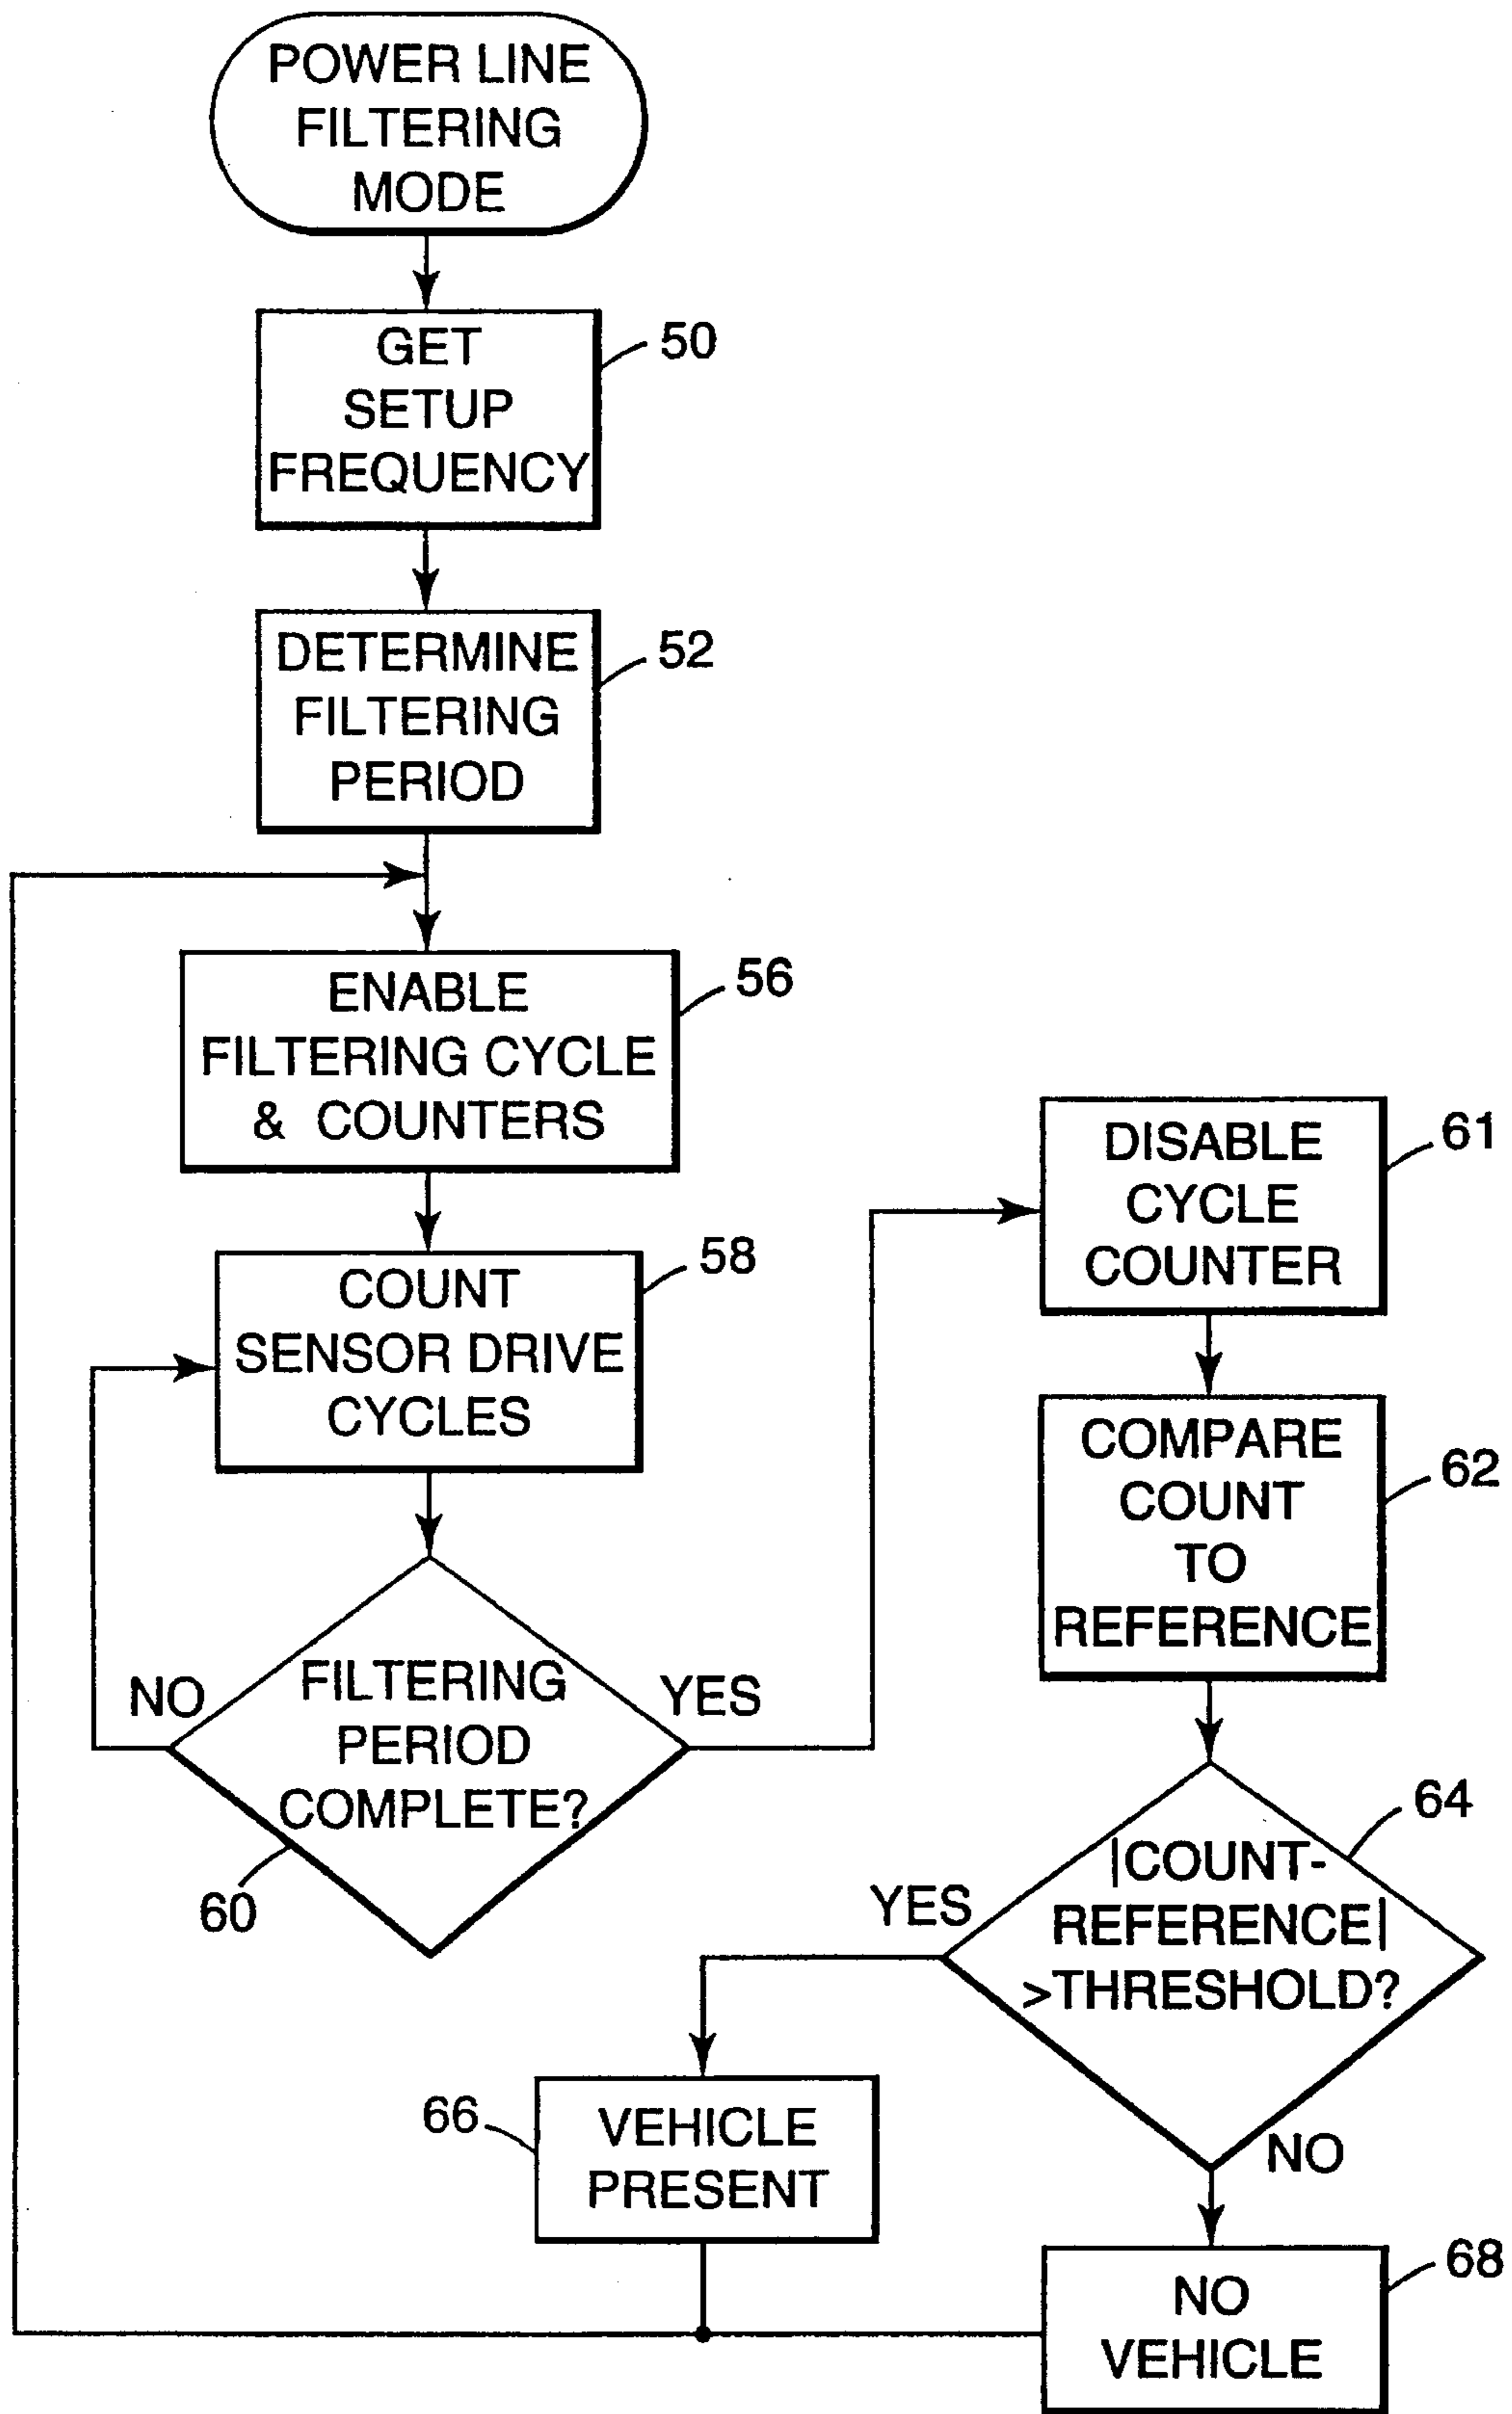 POWER LINE
FILTERING
MODE
GET
SETUP
FREQUENCY
50
DETERMINE
FILTERING
PERIOD
52
ENABLE
FILTERING CYCLE
& COUNTERS
56
COUNT
SENSOR DRIVE
CYCLES
58
NO
FILTERING
PERIOD
COMPLETE?
YES
60
DISABLE
CYCLE
COUNTER
61
COMPARE
COUNT
TO
REFERENCE
62
|COUNT-
REFERENCE|
>THRESHOLD?
64
YES
NO
66
VEHICLE
PRESENT
NO
VEHICLE
68